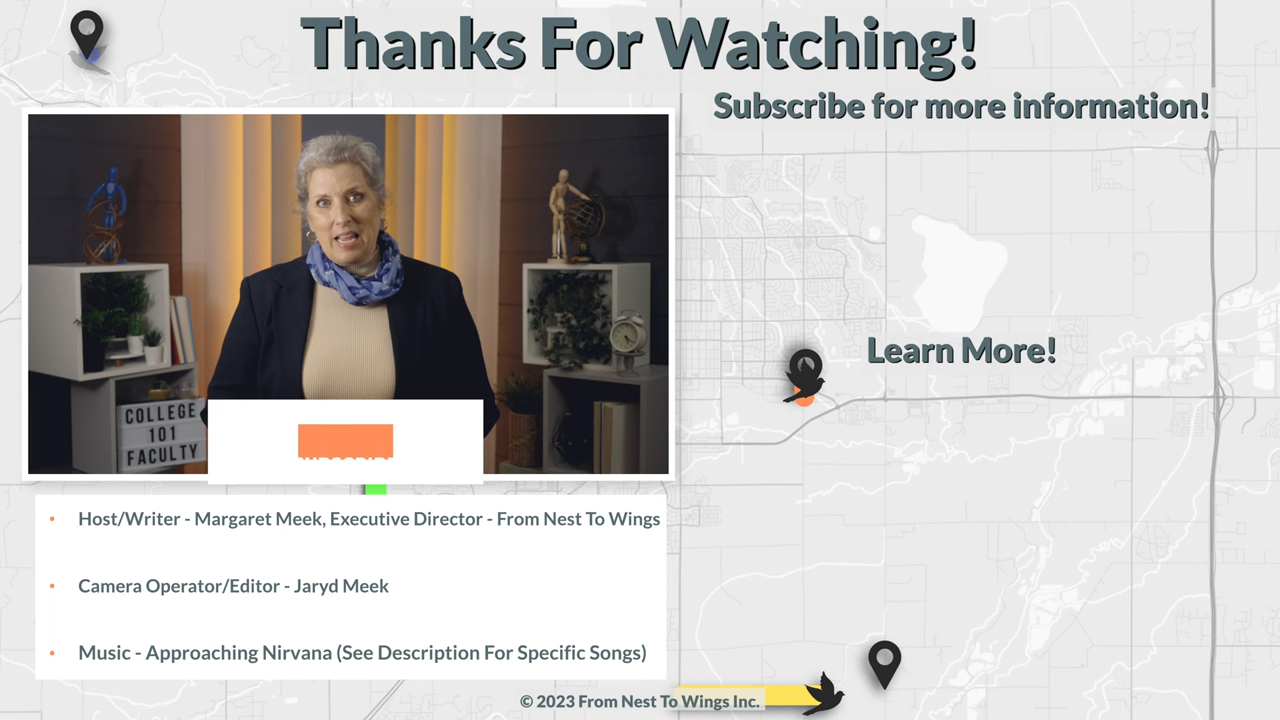 Thanks For Watching!
Subscribe for more information!
COLLEGE
101
FACULTY
Learn More!
Host/Writer - Margaret Meek, Executive Director - From Nest To Wings
Camera Operator/Editor - Jaryd Meek
Music - Approaching Nirvana (See Description For Specific Songs)
© 2023 From Nest To Wings Inc.